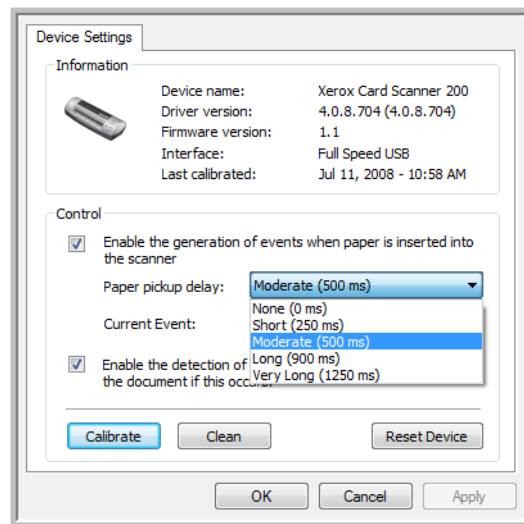 Device Settings
Information
Device name: Xerox Card Scanner 200
Driver version: 4.0.8.704 (4.0.8.704)
Firmware version: 1.1
Interface: Full Speed USB
Last calibrated: Jul 11, 2008 - 10:58 AM
Control
Enable the generation of events when paper is inserted into
the scanner
Paper pickup delay: Moderate (500 ms)
None (0 ms)
Current Event: Short (250 ms)
Moderate (500 ms)
Enable the detection of Long (900 ms)
the document if this Very Long (1250 ms)
Calibrate Clean Reset Device
OK Cancel Apply